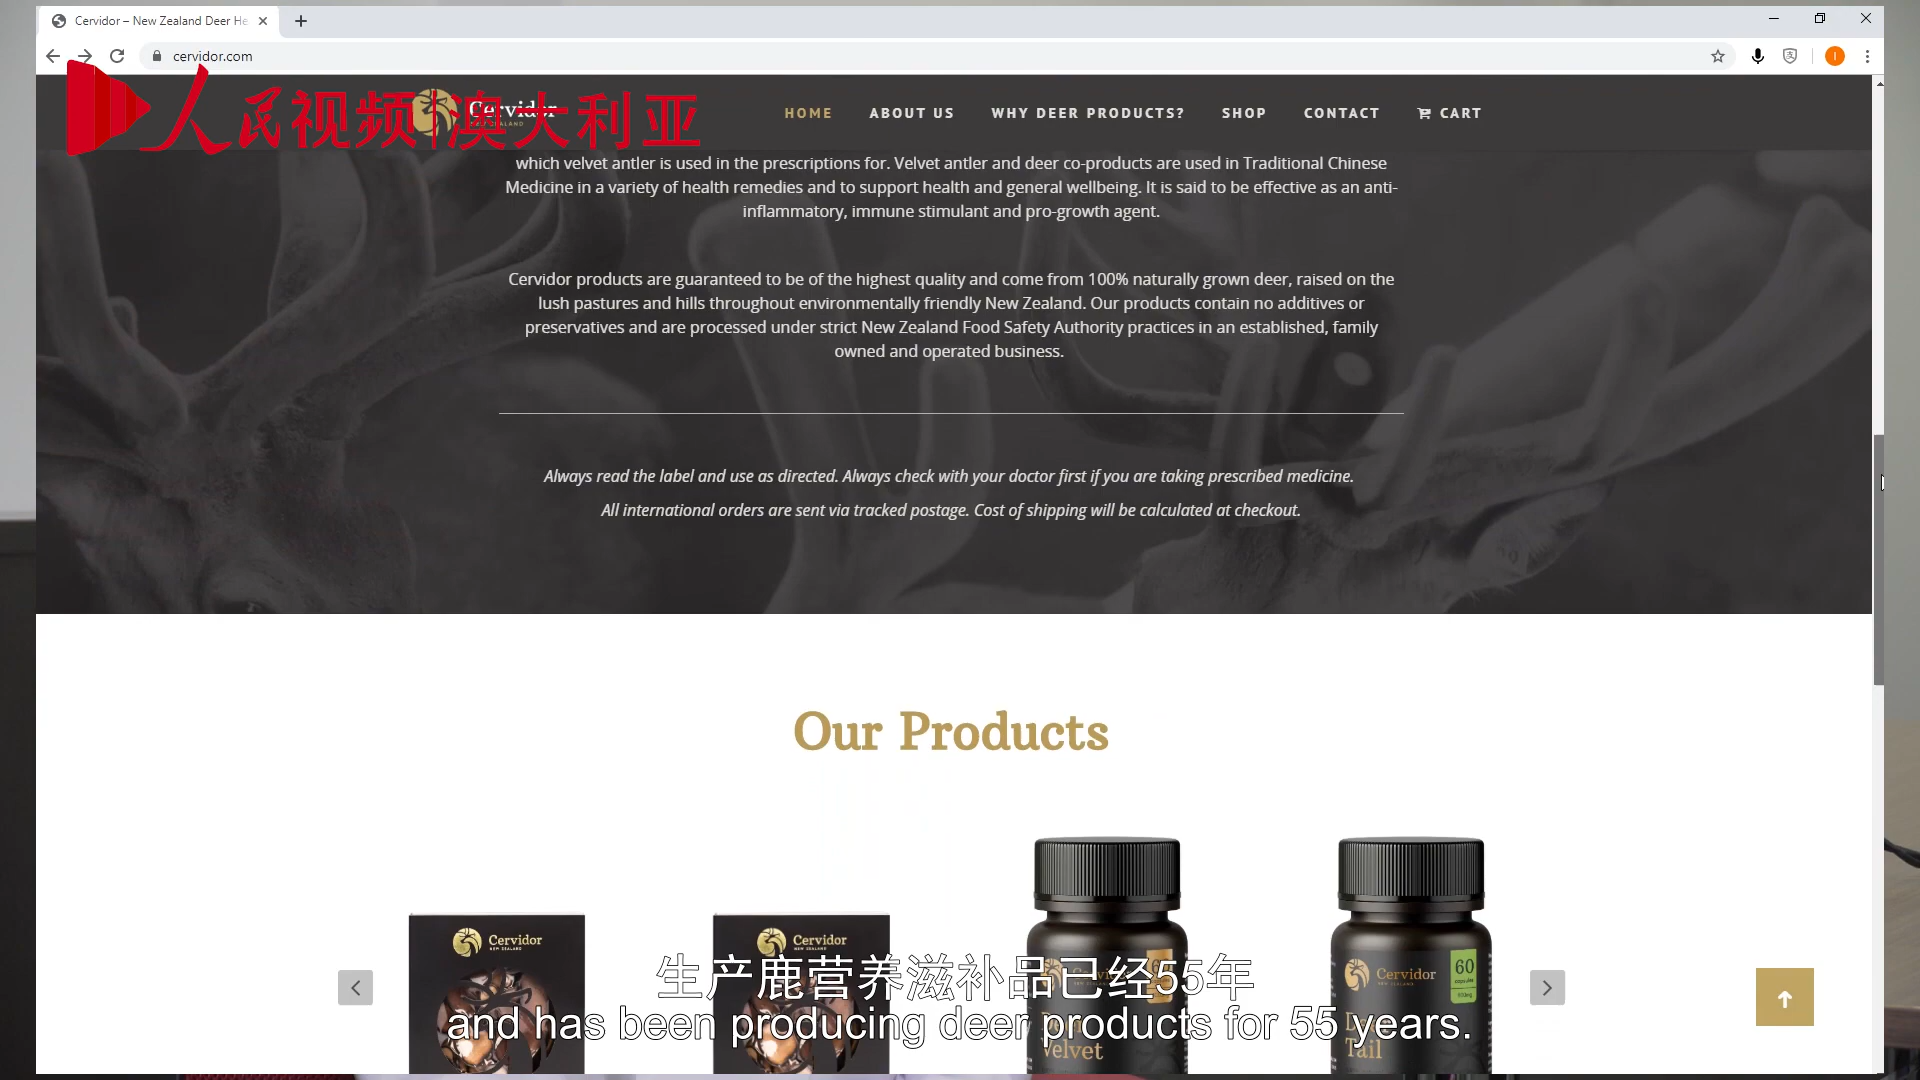 Cervidor – New Zealand Deer He
cervidor.com
人民视频|澳大利亚
Cervidor
HOME
ABOUT US
WHY DEER PRODUCTS?
SHOP
CONTACT
CART
which velvet antler is used in the prescriptions for. Velvet antler and deer co-products are used in Traditional Chinese
Medicine in a variety of health remedies and to support health and general wellbeing. It is said to be effective as an anti-
inflammatory, immune stimulant and pro-growth agent.
Cervidor products are guaranteed to be of the highest quality and come from 100% naturally grown deer, raised on the
lush pastures and hills throughout environmentally friendly New Zealand. Our products contain no additives or
preservatives and are processed under strict New Zealand Food Safety Authority practices in an established, family
owned and operated business.
Always read the label and use as directed. Always check with your doctor first if you are taking prescribed medicine.
All international orders are sent via tracked postage. Cost of shipping will be calculated at checkout.
Our Products
Cervidor
NEW ZEALAND
Cervidor
NEW ZEALAND
Cervidor
60
capsules
Deer
Velvet
Tail
生产鹿营养滋补品已经55年
and has been producing deer products for 55 years.